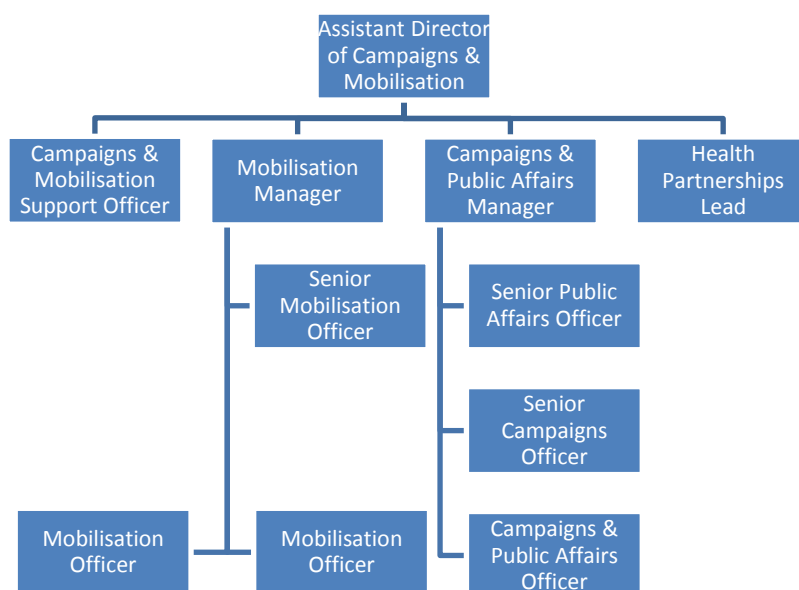 Assistant Director
of Campaigns &
Mobilisation
Campaigns &
Mobilisation
Support Officer
Mobilisation
Manager
Campaigns &
Public Affairs
Manager
Health
Partnerships
Lead
Senior
Mobilisation
Officer
Senior Public
Affairs Officer
Senior
Campaigns
Officer
Mobilisation
Officer
Mobilisation
Officer
Campaigns &
Public Affairs
Officer